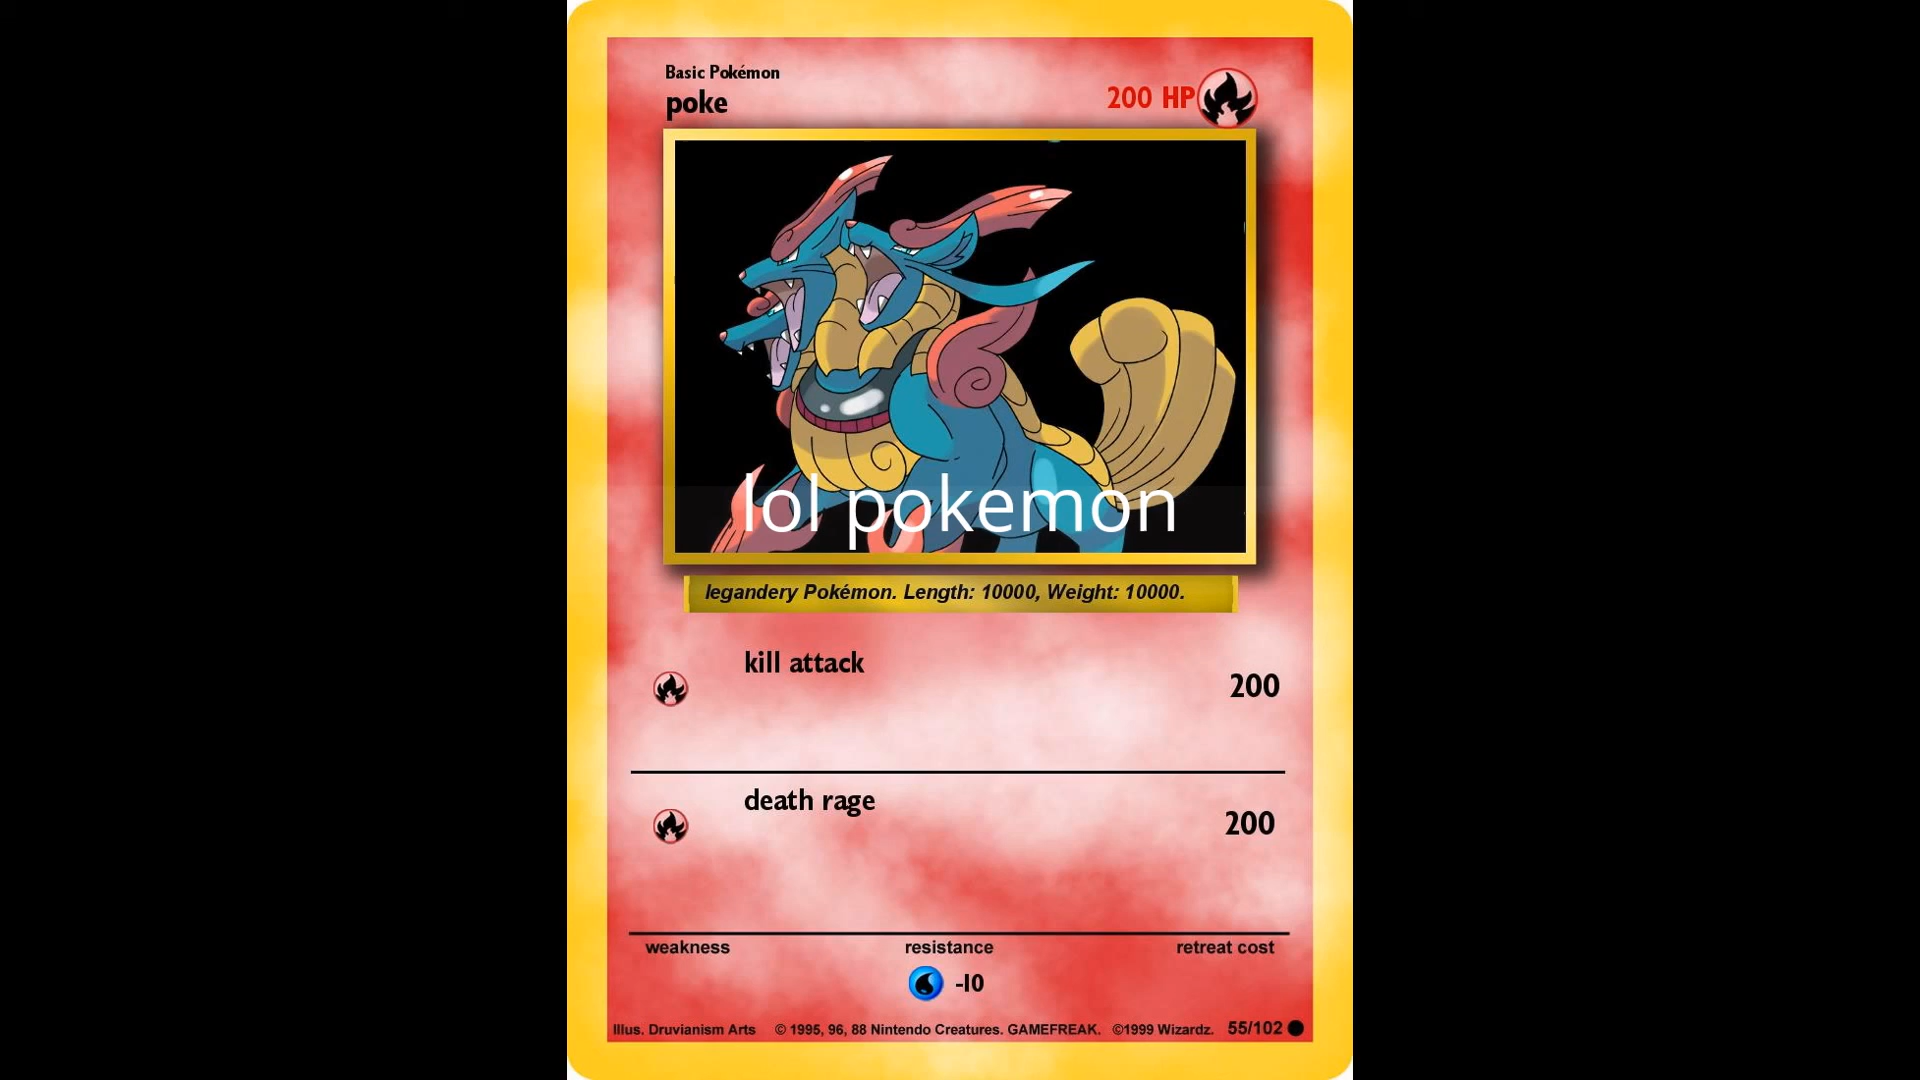 Basic Pokémon
poke
200 HP
lol pokemon
legandery Pokémon. Length: 10000, Weight: 10000.
kill attack
200
death rage
200
weakness resistance retreat cost
-10
Illus. Druvianism Arts © 1995, 96, 88 Nintendo Creatures. GAMEFREAK. ©1999 Wizardz. 55/102